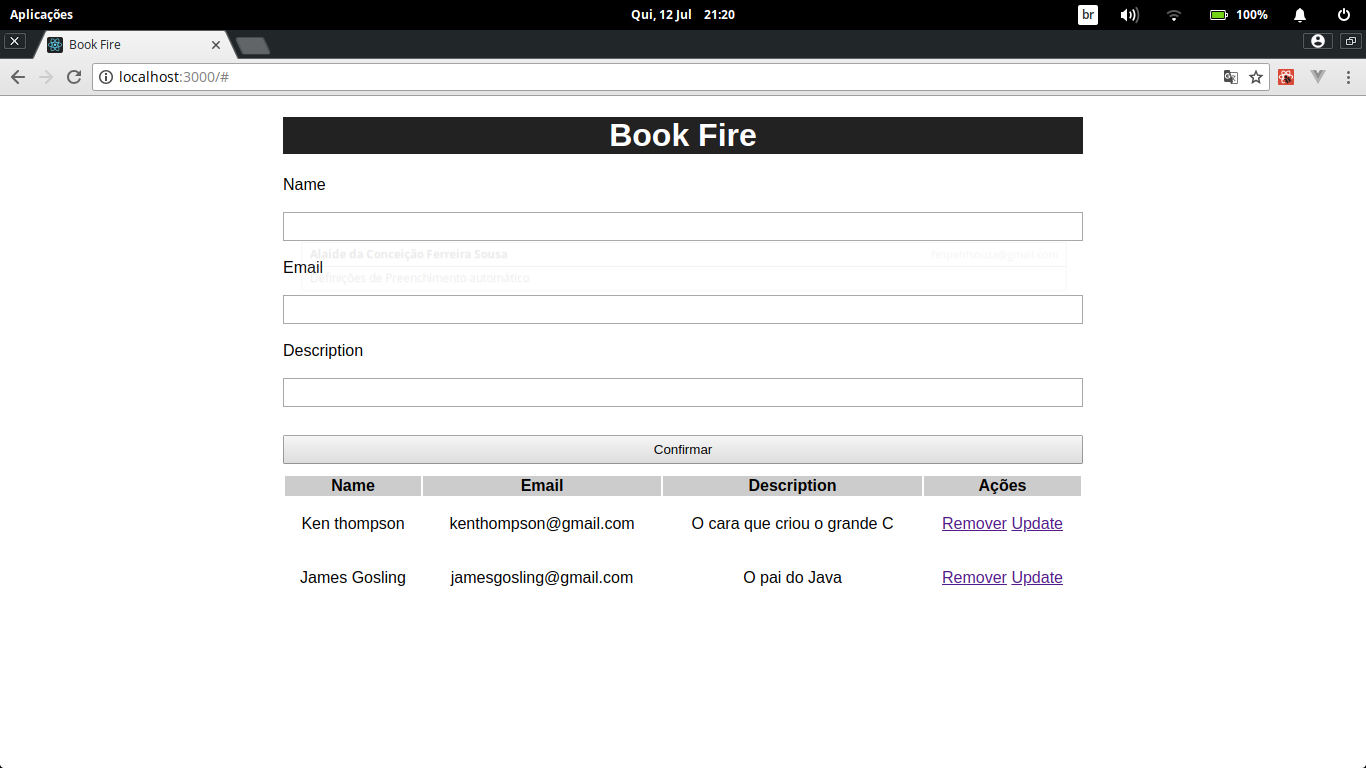 Aplicações Qui, 12 Jul 21:20 br 100%
Book Fire
localhost:3000/#
Book Fire
Name
Alaíde da Conceição Ferreira Sousa
Email
Definições de Preenchimento automático
Description
Confirmar
Name Email Description Ações
Ken thompson kenthompson@gmail.com O cara que criou o grande C Remover Update
James Gosling jamesgosling@gmail.com O pai do Java Remover Update